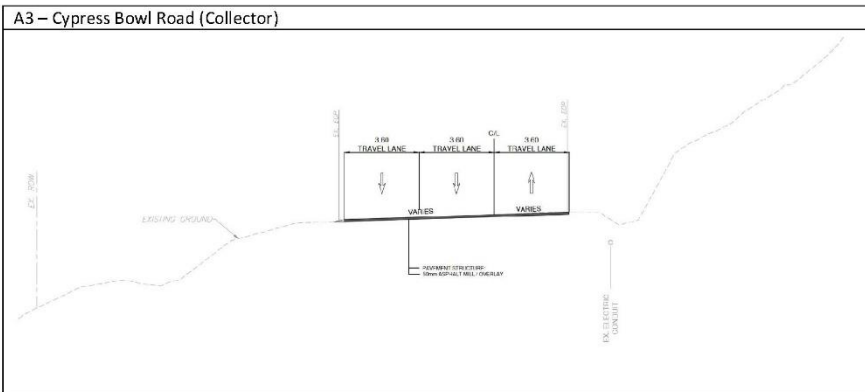 A3 – Cypress Bowl Road (Collector)
EX. EOP
EX. EOP
C/L
3.60
TRAVEL LANE
3.60
TRAVEL LANE
3.60
TRAVEL LANE
EX. ROW
EXISTING GROUND
VARIES
VARIES
PAVEMENT STRUCTURE:
50mm ASPHALT MILL / OVERLAY
EX. ELECTRIC
CONDUIT